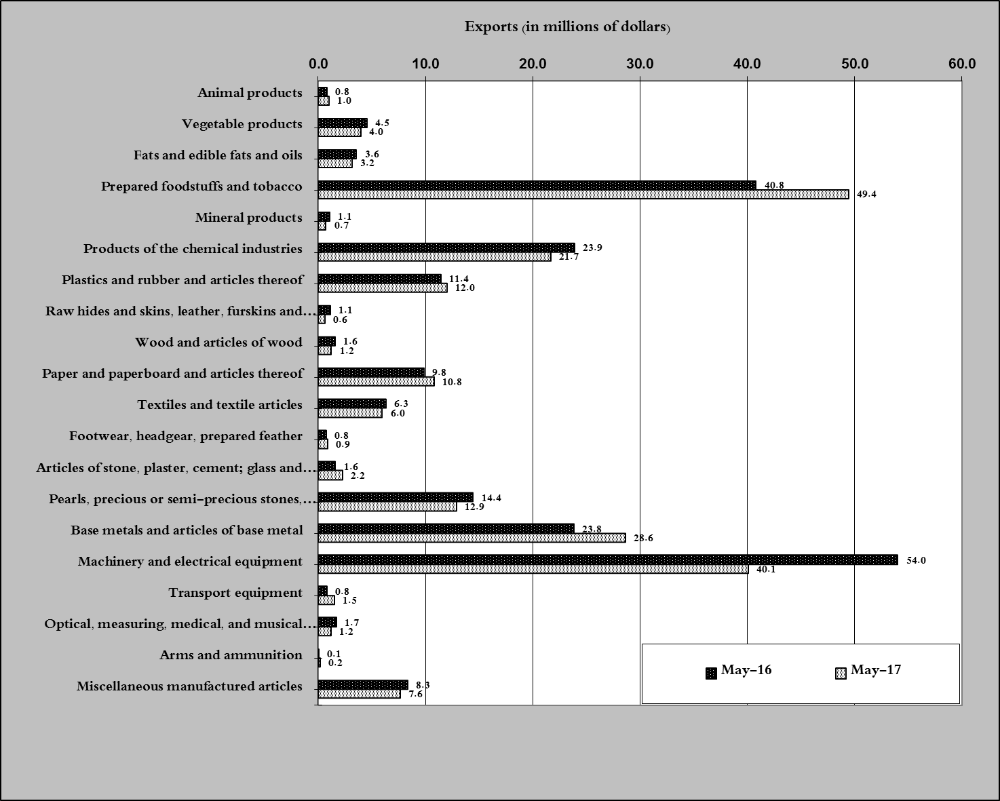 Exports (in millions of dollars)
0.0 10.0 20.0 30.0 40.0 50.0 60.0
Animal products 0.8
1.0
Vegetable products 4.5
4.0
Fats and edible fats and oils 3.6
3.2
Prepared foodstuffs and tobacco 40.8
49.4
Mineral products 1.1
0.7
Products of the chemical industries 23.9
21.7
Plastics and rubber and articles thereof 11.4
12.0
Raw hides and skins, leather, furskins and… 1.1
0.6
Wood and articles of wood 1.6
1.2
Paper and paperboard and articles thereof 9.8
10.8
Textiles and textile articles 6.3
6.0
Footwear, headgear, prepared feather 0.8
0.9
Articles of stone, plaster, cement; glass and… 1.6
2.2
Pearls, precious or semi-precious stones,… 14.4
12.9
Base metals and articles of base metal 23.8
28.6
Machinery and electrical equipment 54.0
40.1
Transport equipment 0.8
1.5
Optical, measuring, medical, and musical… 1.7
1.2
Arms and ammunition 0.1
0.2
May-16 May-17
Miscellaneous manufactured articles 8.3
7.6